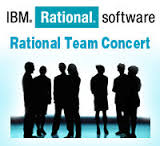 IBM. Rational. software
Rational Team Concert